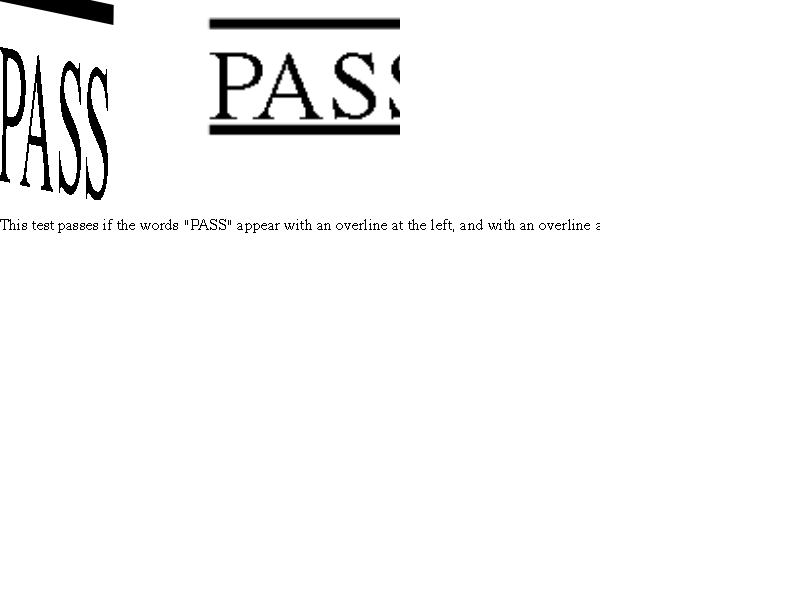 PASS
PASS
This test passes if the words "PASS" appear with an overline at the left, and with an overline